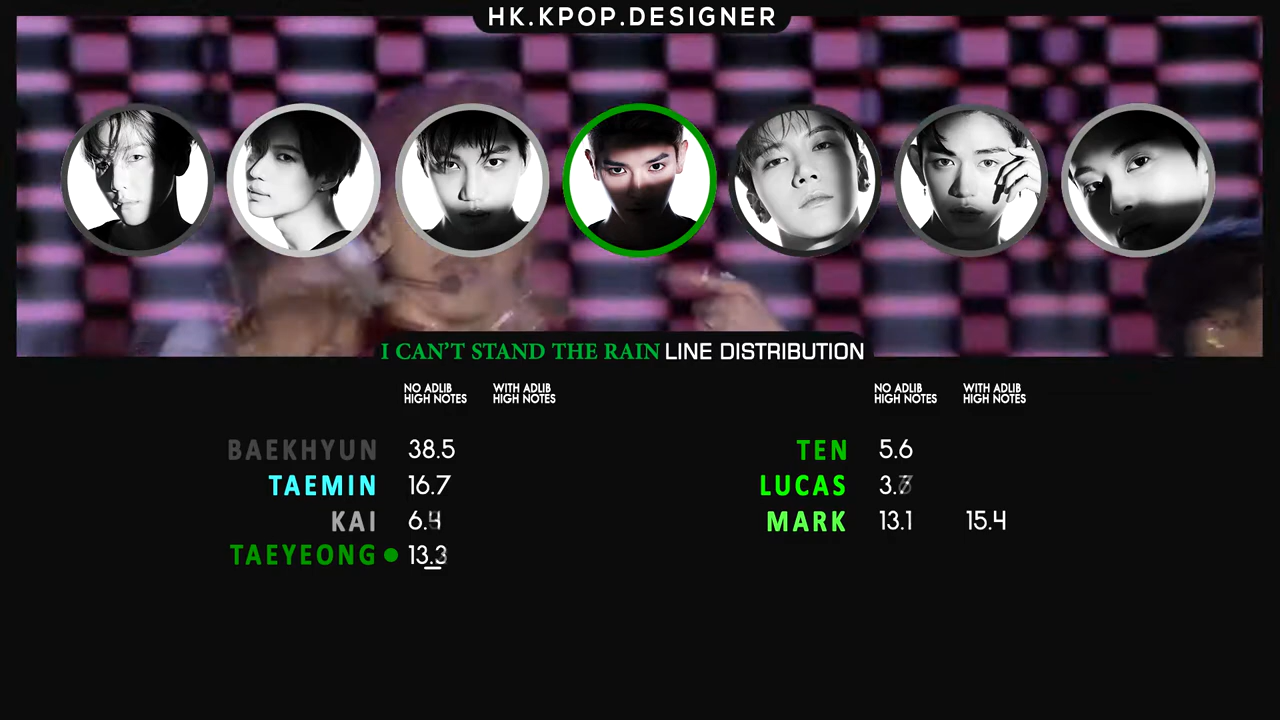 HK.KPOP.DESIGNER
I CAN'T STAND THE RAIN LINE DISTRIBUTION
NO ADLIB HIGH NOTES
WITH ADLIB HIGH NOTES
BAEKHYUN 38.5
TAEMIN 16.7
KAI
TAEYEONG 13.3
NO ADLIB HIGH NOTES
WITH ADLIB HIGH NOTES
TEN 5.6
LUCAS
MARK 13.1 15.4